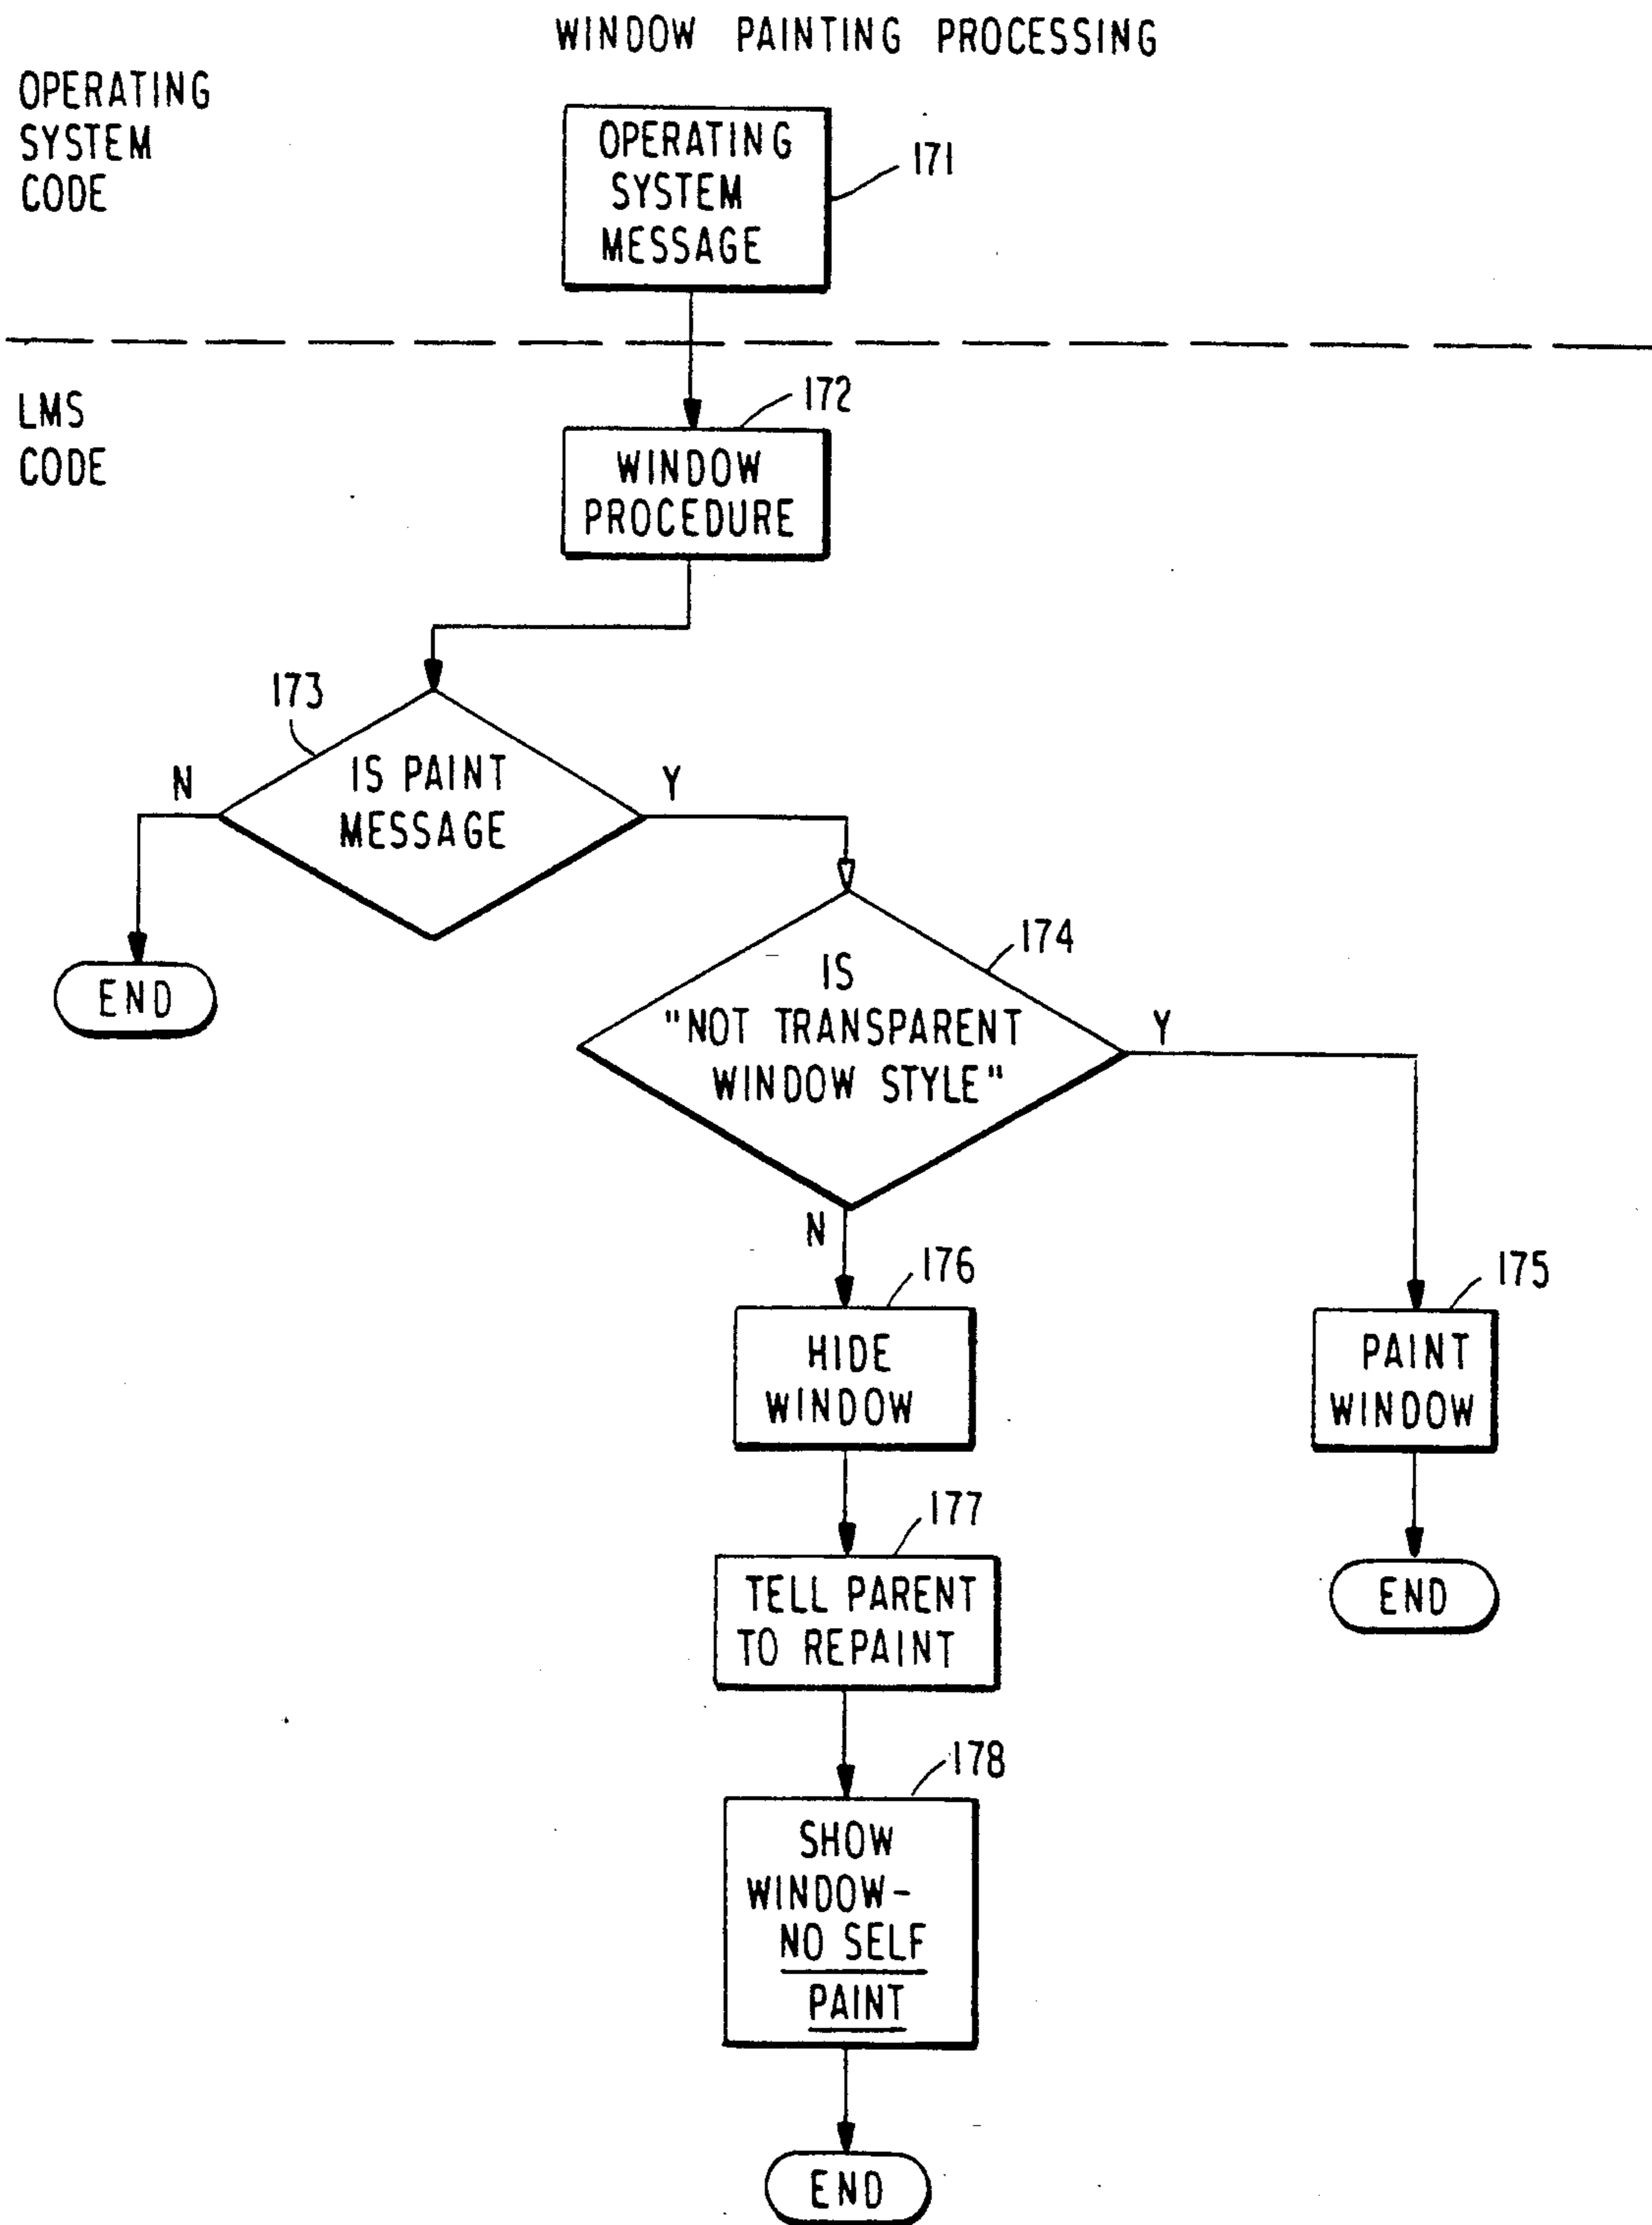 WINDOW PAINTING PROCESSING
OPERATING
SYSTEM
CODE
OPERATING
SYSTEM
MESSAGE
171
LMS
CODE
172
WINDOW
PROCEDURE
173
IS PAINT
MESSAGE
N
Y
END
174
IS
"NOT TRANSPARENT
WINDOW STYLE"
Y
N
176
HIDE
WINDOW
175
PAINT
WINDOW
177
TELL PARENT
TO REPAINT
END
178
SHOW
WINDOW-
NO SELF
PAINT
END